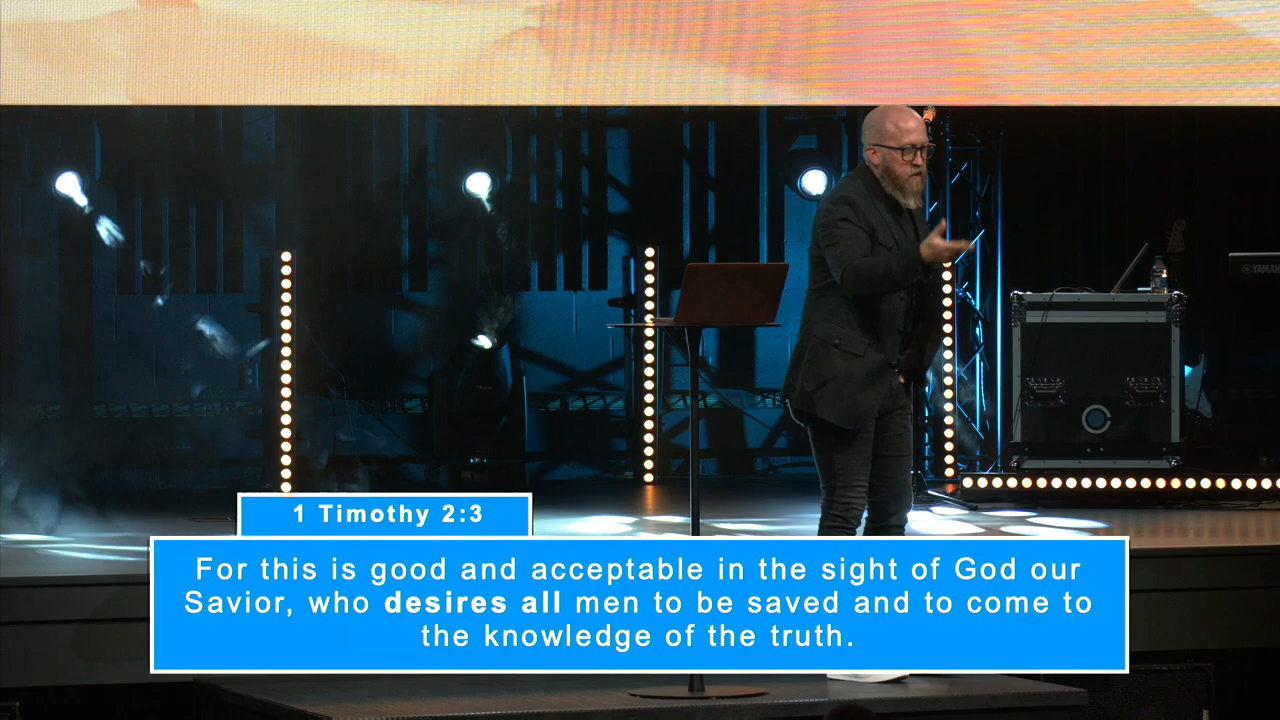 YAMAH
1 Timothy 2:3
For this is good and acceptable in the sight of God our
Savior, who desires all men to be saved and to come to
the knowledge of the truth.